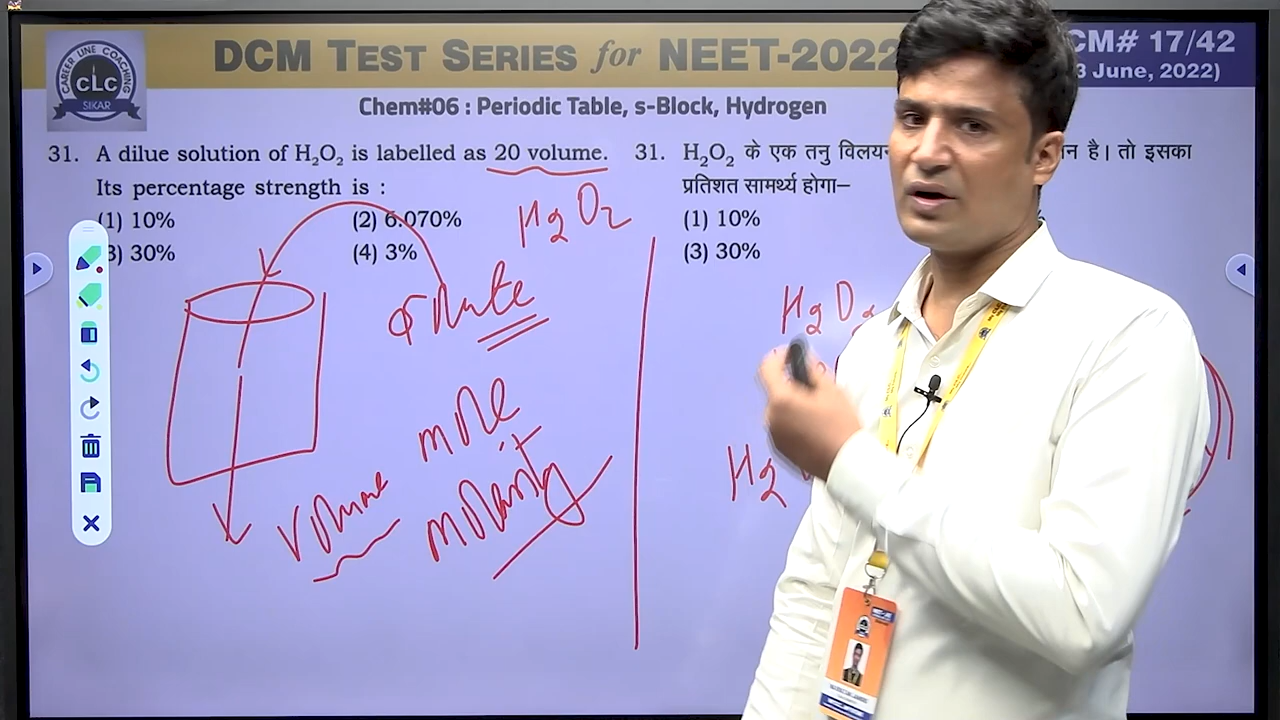 DCM TEST SERIES for NEET-2022
CM# 17/42
3 June, 2022)
CAREER LINE COACHING
CLC
SIKAR
Chem#06 : Periodic Table, s-Block, Hydrogen
31. A dilue solution of H₂O₂ is labelled as 20 volume.
Its percentage strength is :
(1) 10% (2) 6.070%
3) 30% (4) 3%
31. H₂O₂ के एक तनु विलय
न है। तो इसका
प्रतिशत सामर्थ्य होगा–
(1) 10%
(3) 30%
H₂O₂
mole
molarity
volume
H₂O₂
H₂